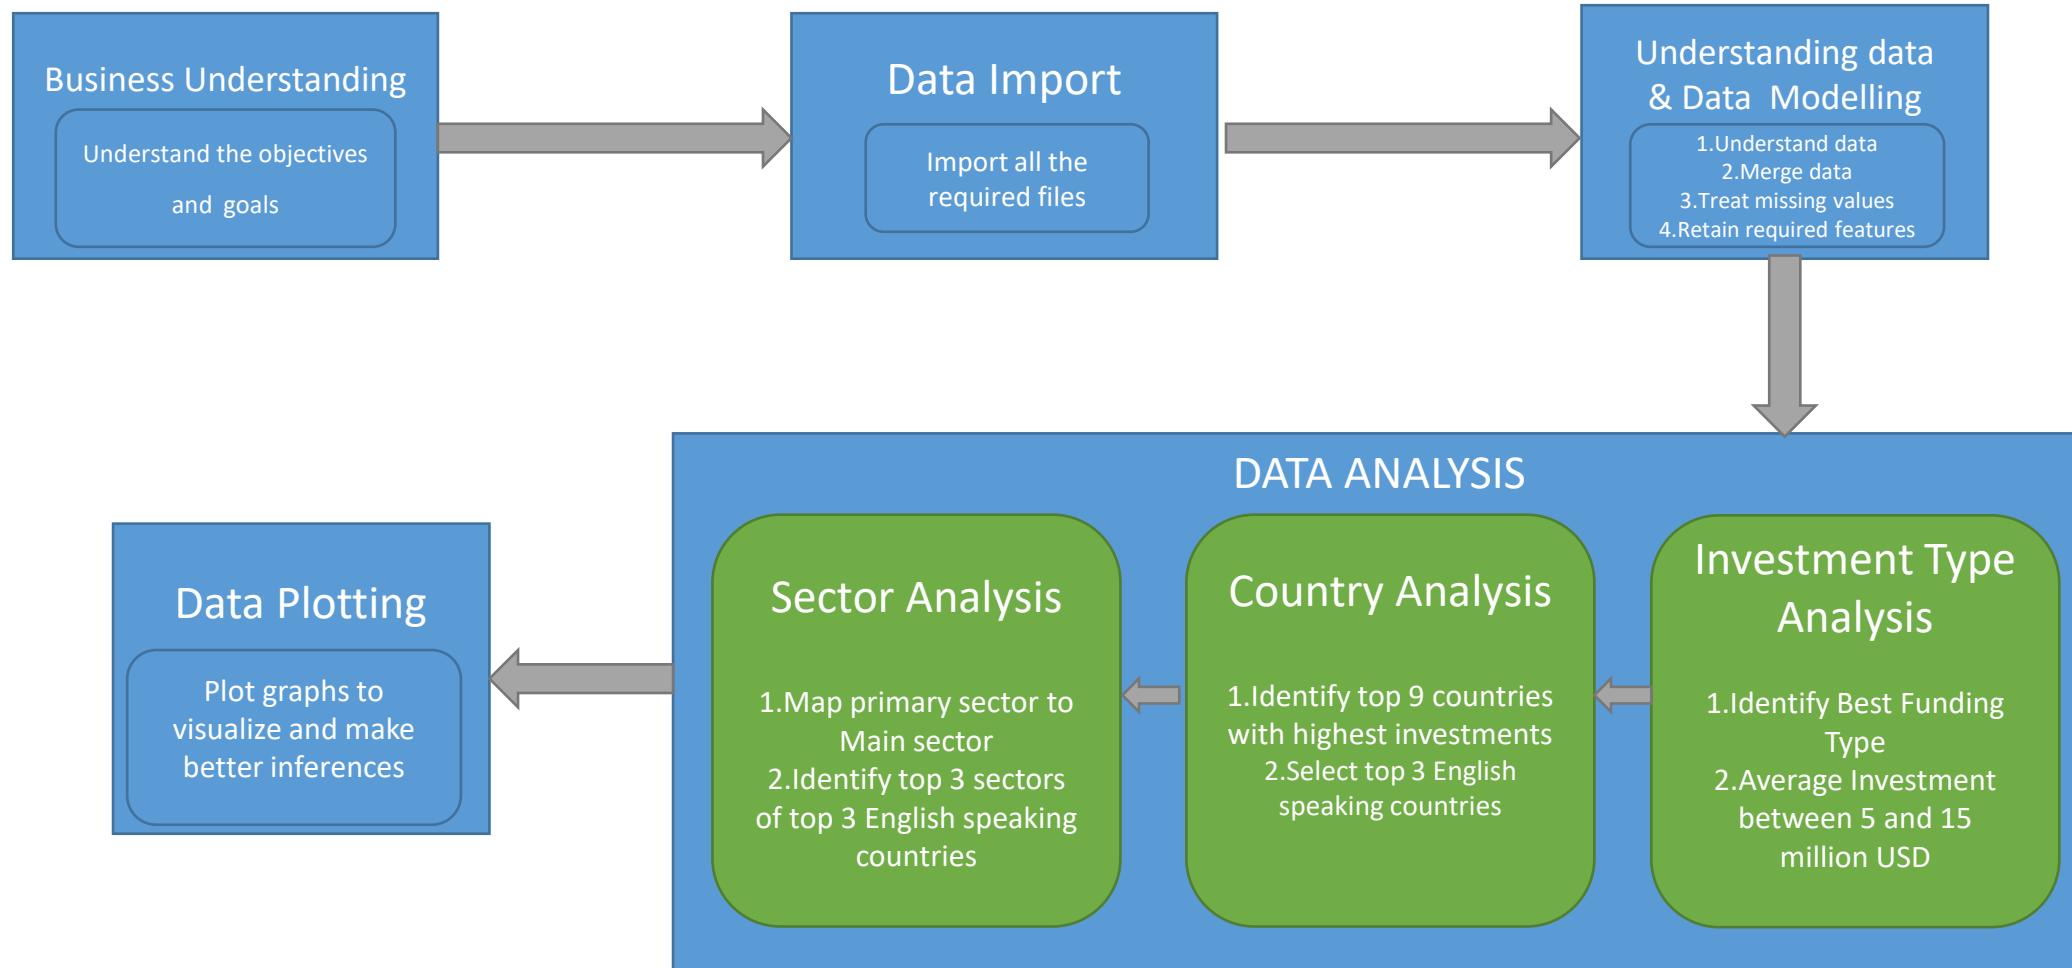 Business Understanding
Understand the objectives
and goals
Data Import
Import all the
required files
Understanding data
& Data Modelling
1.Understand data
2.Merge data
3.Treat missing values
4.Retain required features
DATA ANALYSIS
Investment Type
Analysis
1.Identify Best Funding
Type
2.Average Investment
between 5 and 15
million USD
Country Analysis
1.Identify top 9 countries
with highest investments
2.Select top 3 English
speaking countries
Sector Analysis
1.Map primary sector to
Main sector
2.Identify top 3 sectors
of top 3 English speaking
countries
Data Plotting
Plot graphs to
visualize and make
better inferences